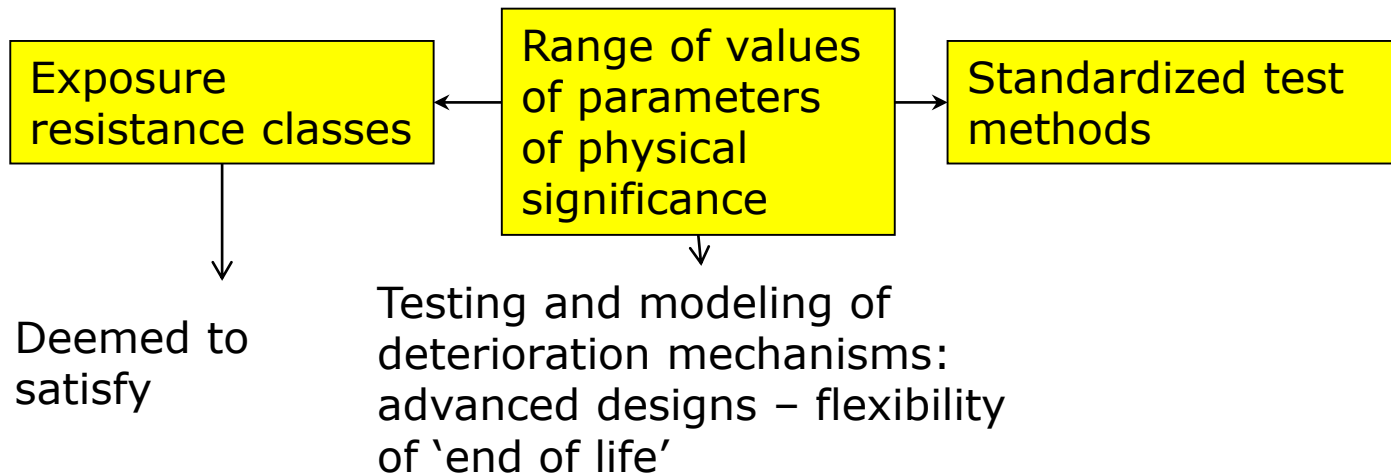 Exposure
resistance classes
Range of values
of parameters
of physical
significance
Standardized test
methods
Deemed to
satisfy
Testing and modeling of
deterioration mechanisms:
advanced designs – flexibility
of ‘end of life’